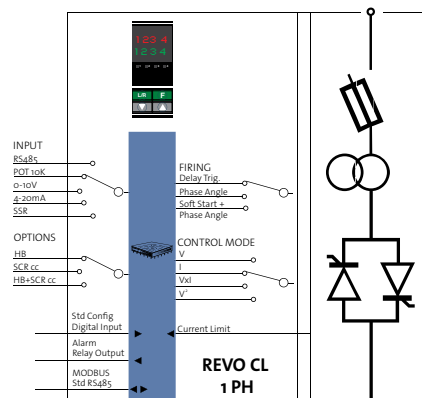 1234
1234
L/R F
INPUT
RS485
POT 10K
0-10V
4-20mA
SSR
FIRING
Delay Trig.
Phase Angle
Soft Start +
Phase Angle
OPTIONS
HB
SCR cc
HB+SCR cc
CONTROL MODE
V
I
VxI
V²
Std Config
Digital Input
Current Limit
Alarm
Relay Output
MODBUS
Std RS485
REVO CL
1 PH